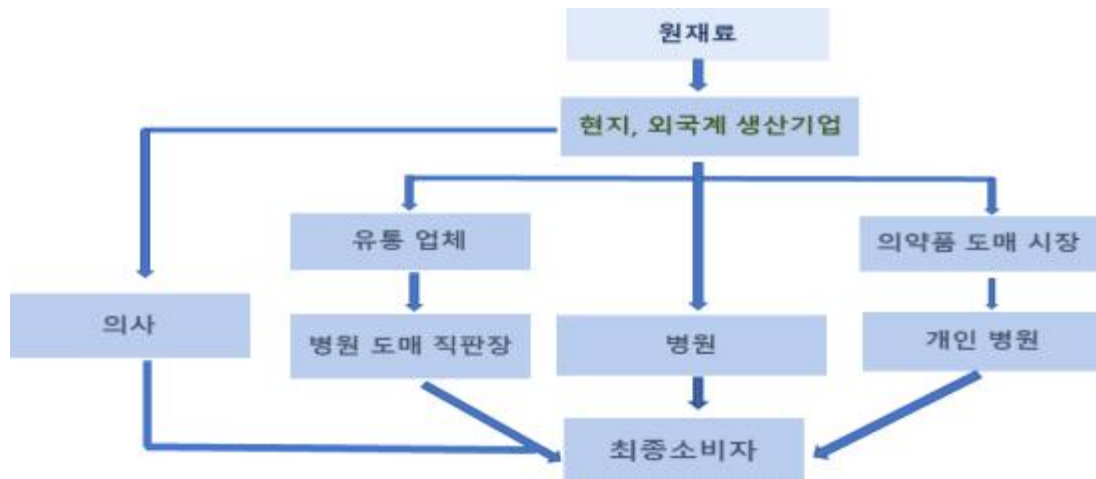 원재료
현지, 외국계 생산기업
유통 업체
의약품 도매 시장
의사
병원 도매 직판장
병원
개인 병원
최종소비자